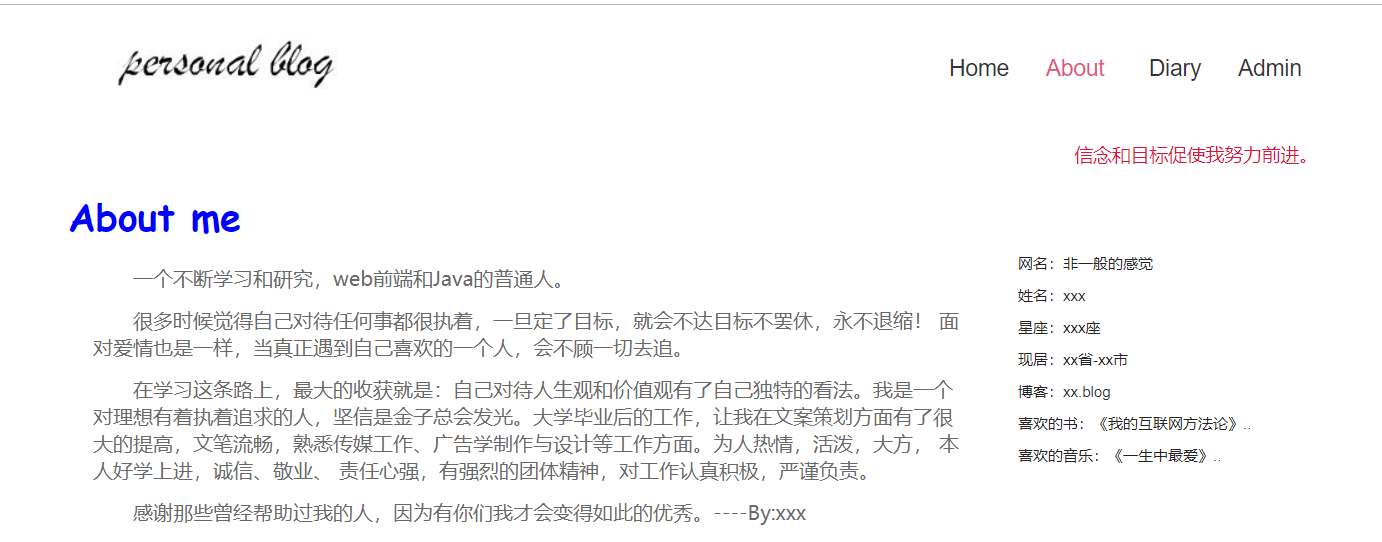 personal blog
Home About Diary Admin
信念和目标促使我努力前进。
About me
一个不断学习和研究，web前端和Java的普通人。
很多时候觉得自己对待任何事都很执着，一旦定了目标，就会不达目标不罢休，永不退缩！ 面
对爱情也是一样，当真正遇到自己喜欢的一个人，会不顾一切去追。
在学习这条路上，最大的收获就是：自己对待人生观和价值观有了自己独特的看法。我是一个
对理想有着执着追求的人，坚信是金子总会发光。大学毕业后的工作，让我在文案策划方面有了很
大的提高，文笔流畅，熟悉传媒工作、广告学制作与设计等工作方面。为人热情，活泼，大方， 本
人好学上进，诚信、敬业、 责任心强，有强烈的团体精神，对工作认真积极，严谨负责。
感谢那些曾经帮助过我的人，因为有你们我才会变得如此的优秀。----By:xxx
网名：非一般的感觉
姓名：xxx
星座：xxx座
现居：xx省-xx市
博客：xx.blog
喜欢的书：《我的互联网方法论》..
喜欢的音乐：《一生中最爱》..